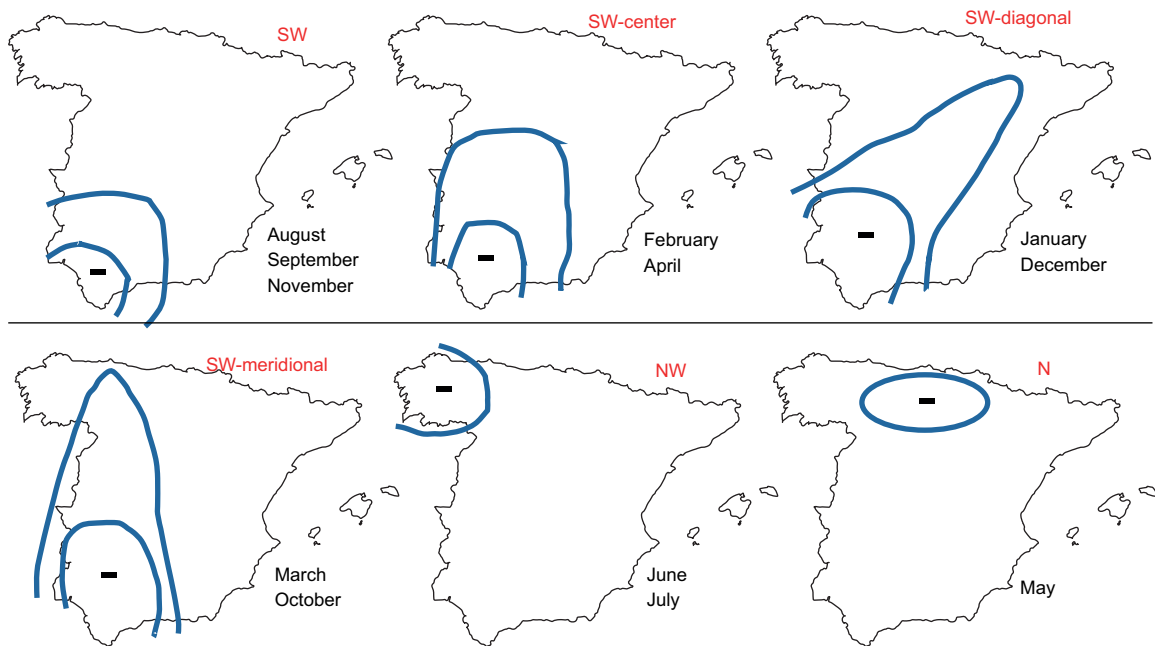 SW
SW-center
SW-diagonal
August
September
November
February
April
January
December
SW-meridional
NW
N
March
October
June
July
May